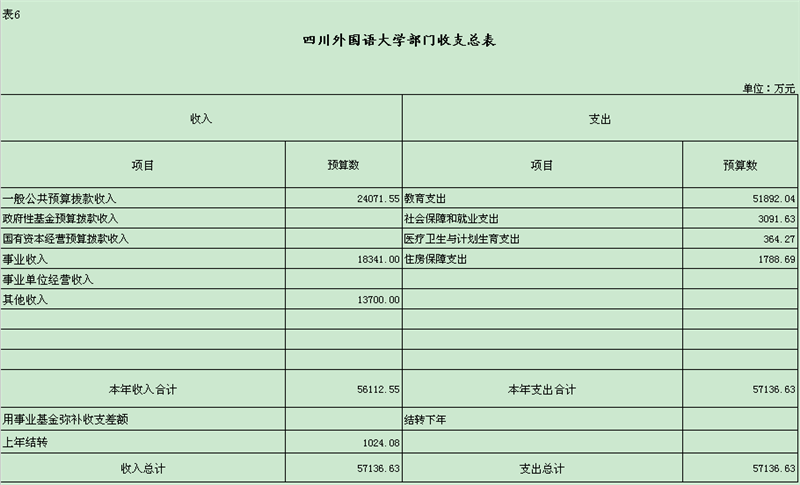 表6
四川外国语大学部门收支总表
单位：万元
收入 支出
项目 预算数 项目 预算数
一般公共预算拨款收入 24071.55 教育支出 51892.04
政府性基金预算拨款收入 社会保障和就业支出 3091.63
国有资本经营预算拨款收入 医疗卫生与计划生育支出 364.27
事业收入 18341.00 住房保障支出 1788.69
事业单位经营收入
其他收入 13700.00
本年收入合计 56112.55 本年支出合计 57136.63
用事业基金弥补收支差额 结转下年
上年结转 1024.08
收入总计 57136.63 支出总计 57136.63